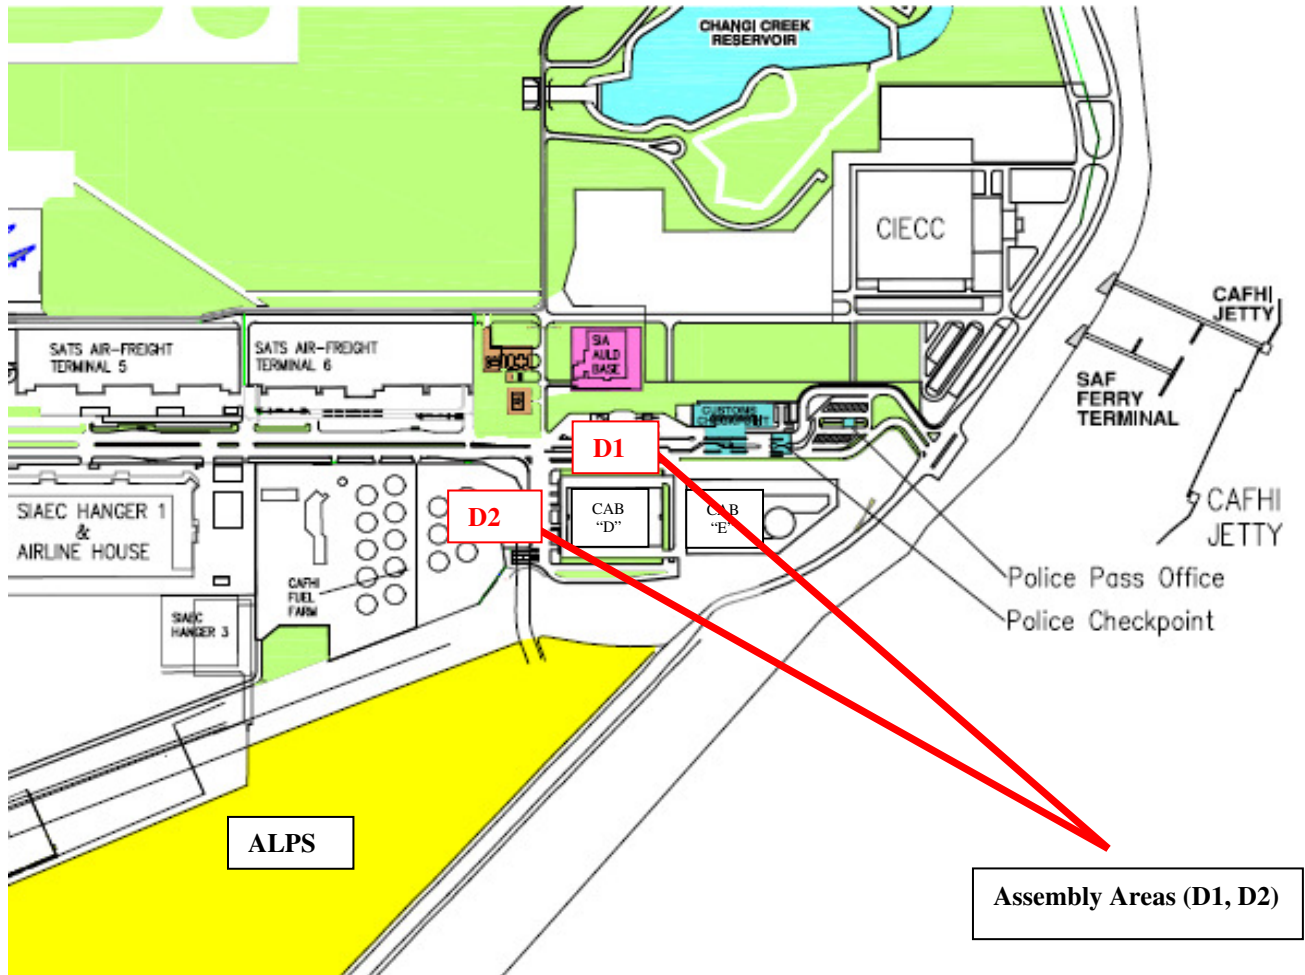 CHANGI CREEK
RESERVOIR
CIECC
CAFHI
JETTY
SAF
FERRY
TERMINAL
CAFHI
JETTY
SATS AIR-FREIGHT
TERMINAL 5
SATS AIR-FREIGHT
TERMINAL 6
SIA
AULD
BASE
CUSTOMS
D1
D2
CAB
“D”
CAB
“E”
SIAEC HANGER 1
&
AIRLINE HOUSE
CAFHI
FUEL
FARM
SIAEC
HANGER 3
Police Pass Office
Police Checkpoint
ALPS
Assembly Areas (D1, D2)